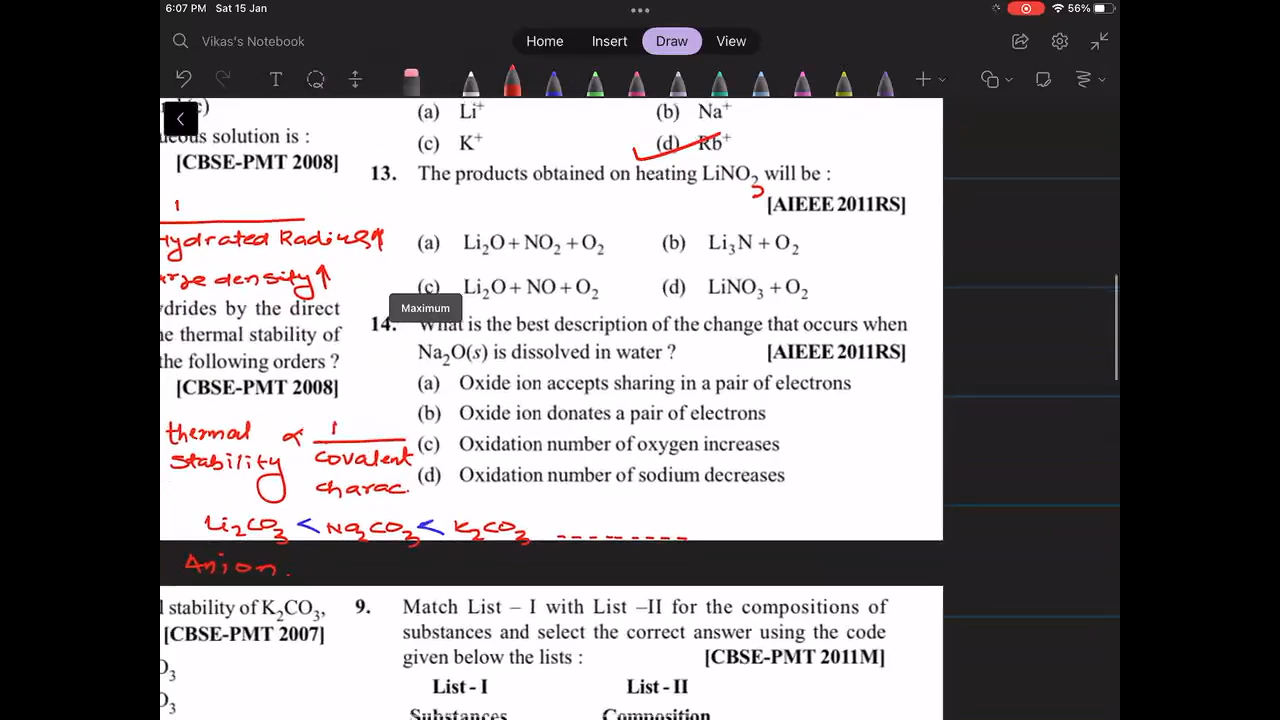 6:07 PM Sat 15 Jan
56%
Vikas's Notebook
Home Insert Draw View
T
(a) Li⁺ (b) Na⁺
solution is :
(c) K⁺ (d) Rb⁺
[CBSE-PMT 2008]
13. The products obtained on heating LiNO₂ will be :
3
[AIEEE 2011RS]
1
Hydrated Radius↑
(a) Li₂O + NO₂ + O₂ (b) Li₃N + O₂
density ↑
(c) Li₂O + NO + O₂ (d) LiNO₃ + O₂
Maximum
drides by the direct
14. What is the best description of the change that occurs when
thermal stability of
Na₂O(s) is dissolved in water ? [AIEEE 2011RS]
the following orders ?
[CBSE-PMT 2008]
(a) Oxide ion accepts sharing in a pair of electrons
(b) Oxide ion donates a pair of electrons
(c) Oxidation number of oxygen increases
(d) Oxidation number of sodium decreases
thermal stability ∝ 1
covalent charac.
Li₂CO₃ < Na₂CO₃ < K₂CO₃ ---------
Anion.
stability of K₂CO₃,
[CBSE-PMT 2007]
O₃
O₃
9. Match List – I with List –II for the compositions of
substances and select the correct answer using the code
given below the lists : [CBSE-PMT 2011M]
List - I List - II
Substances Composition